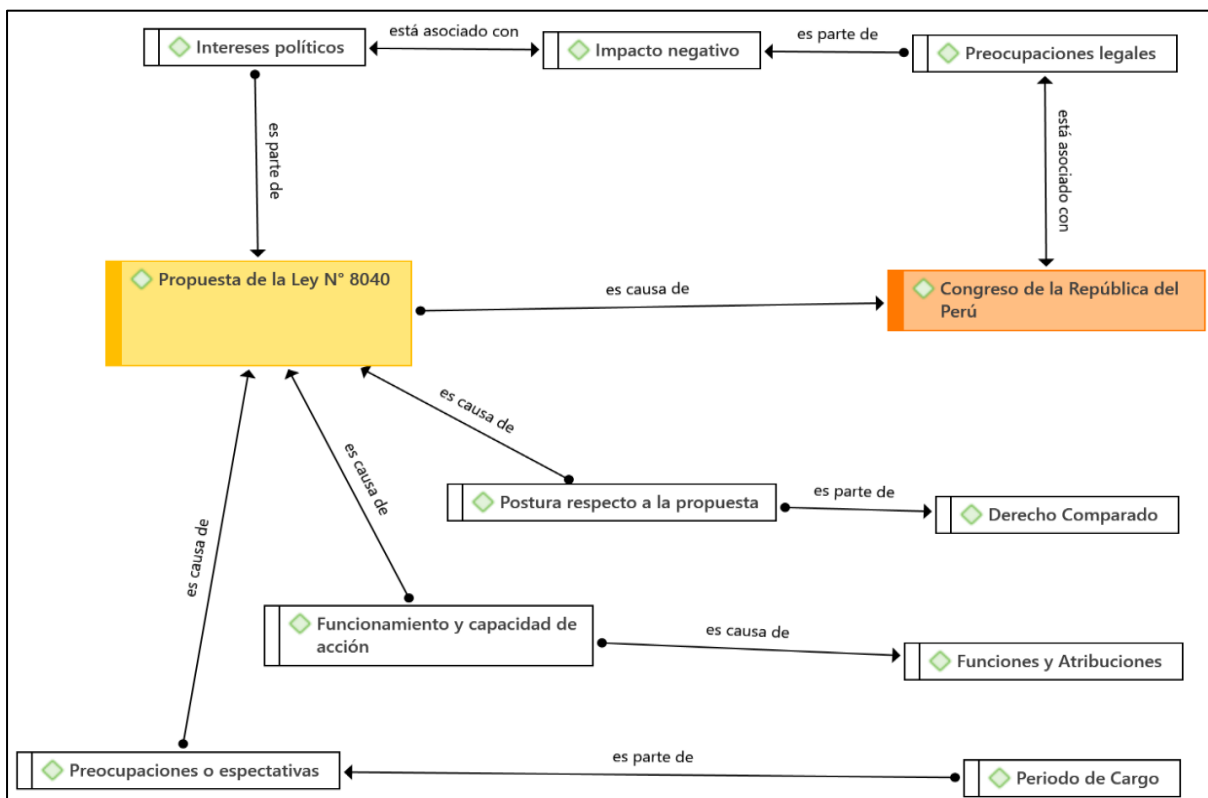 Intereses políticos
está asociado con
Impacto negativo
es parte de
Preocupaciones legales
es parte de
está asociado con
Propuesta de la Ley N° 8040
es causa de
Congreso de la República del
Perú
es causa de
es causa de
es causa de
Postura respecto a la propuesta
es parte de
Derecho Comparado
Funcionamiento y capacidad de
acción
es causa de
Funciones y Atribuciones
Preocupaciones o espectativas
es parte de
Periodo de Cargo